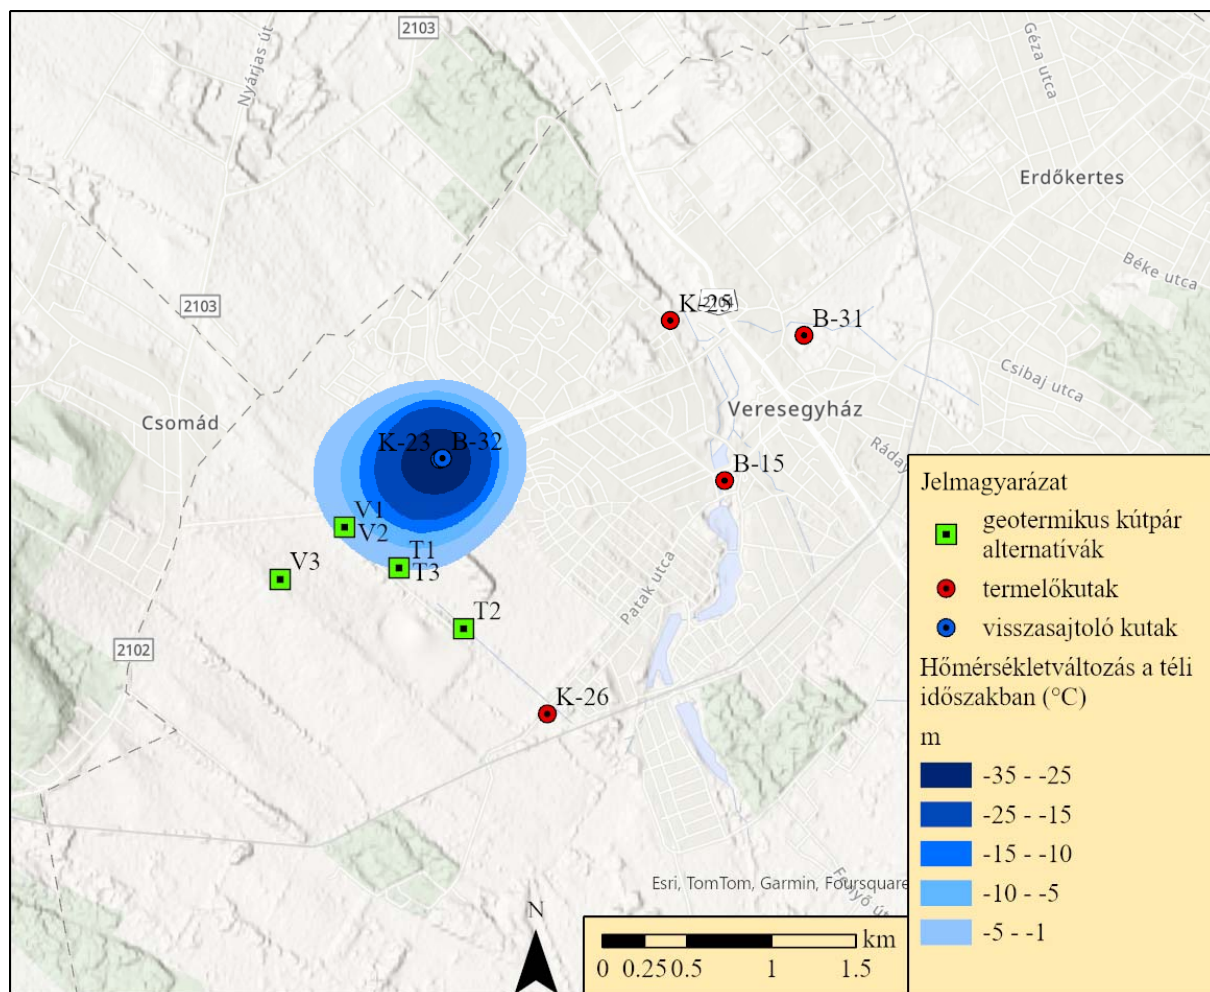 2103
Nyárjas út
Géza utca
Erdőkertes
Béke utca
2103
2104
K-25
B-31
Csibaj utca
Csomád
Veresegyház
K-23
B-32
B-15
Ráday
V1
V2
T1
T3
V3
T2
Patak utca
2102
K-26
Jelmagyarázat
geotermikus kútpár
alternatívák
termelőkutak
visszasajtoló kutak
Hőmérsékletváltozás a téli
időszakban (°C)
m
-35 - -25
-25 - -15
-15 - -10
-10 - -5
-5 - -1
Esri, TomTom, Garmin, Foursquare
Fenyő út
N
km
0 0.25 0.5 1 1.5